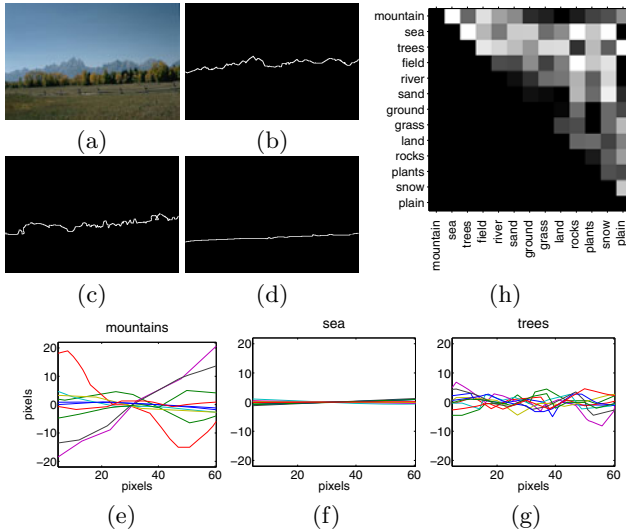 (a)
(b)
(c)
(d)
mountain
sea
trees
field
river
sand
ground
grass
land
rocks
plants
snow
plain
mountain
sea
trees
field
river
sand
ground
grass
land
rocks
plants
snow
plain
(h)
mountains
20
10
0
−10
−20
pixels
20
40
60
pixels
(e)
sea
20
10
0
−10
−20
20
40
60
pixels
(f)
trees
20
10
0
−10
−20
20
40
60
pixels
(g)